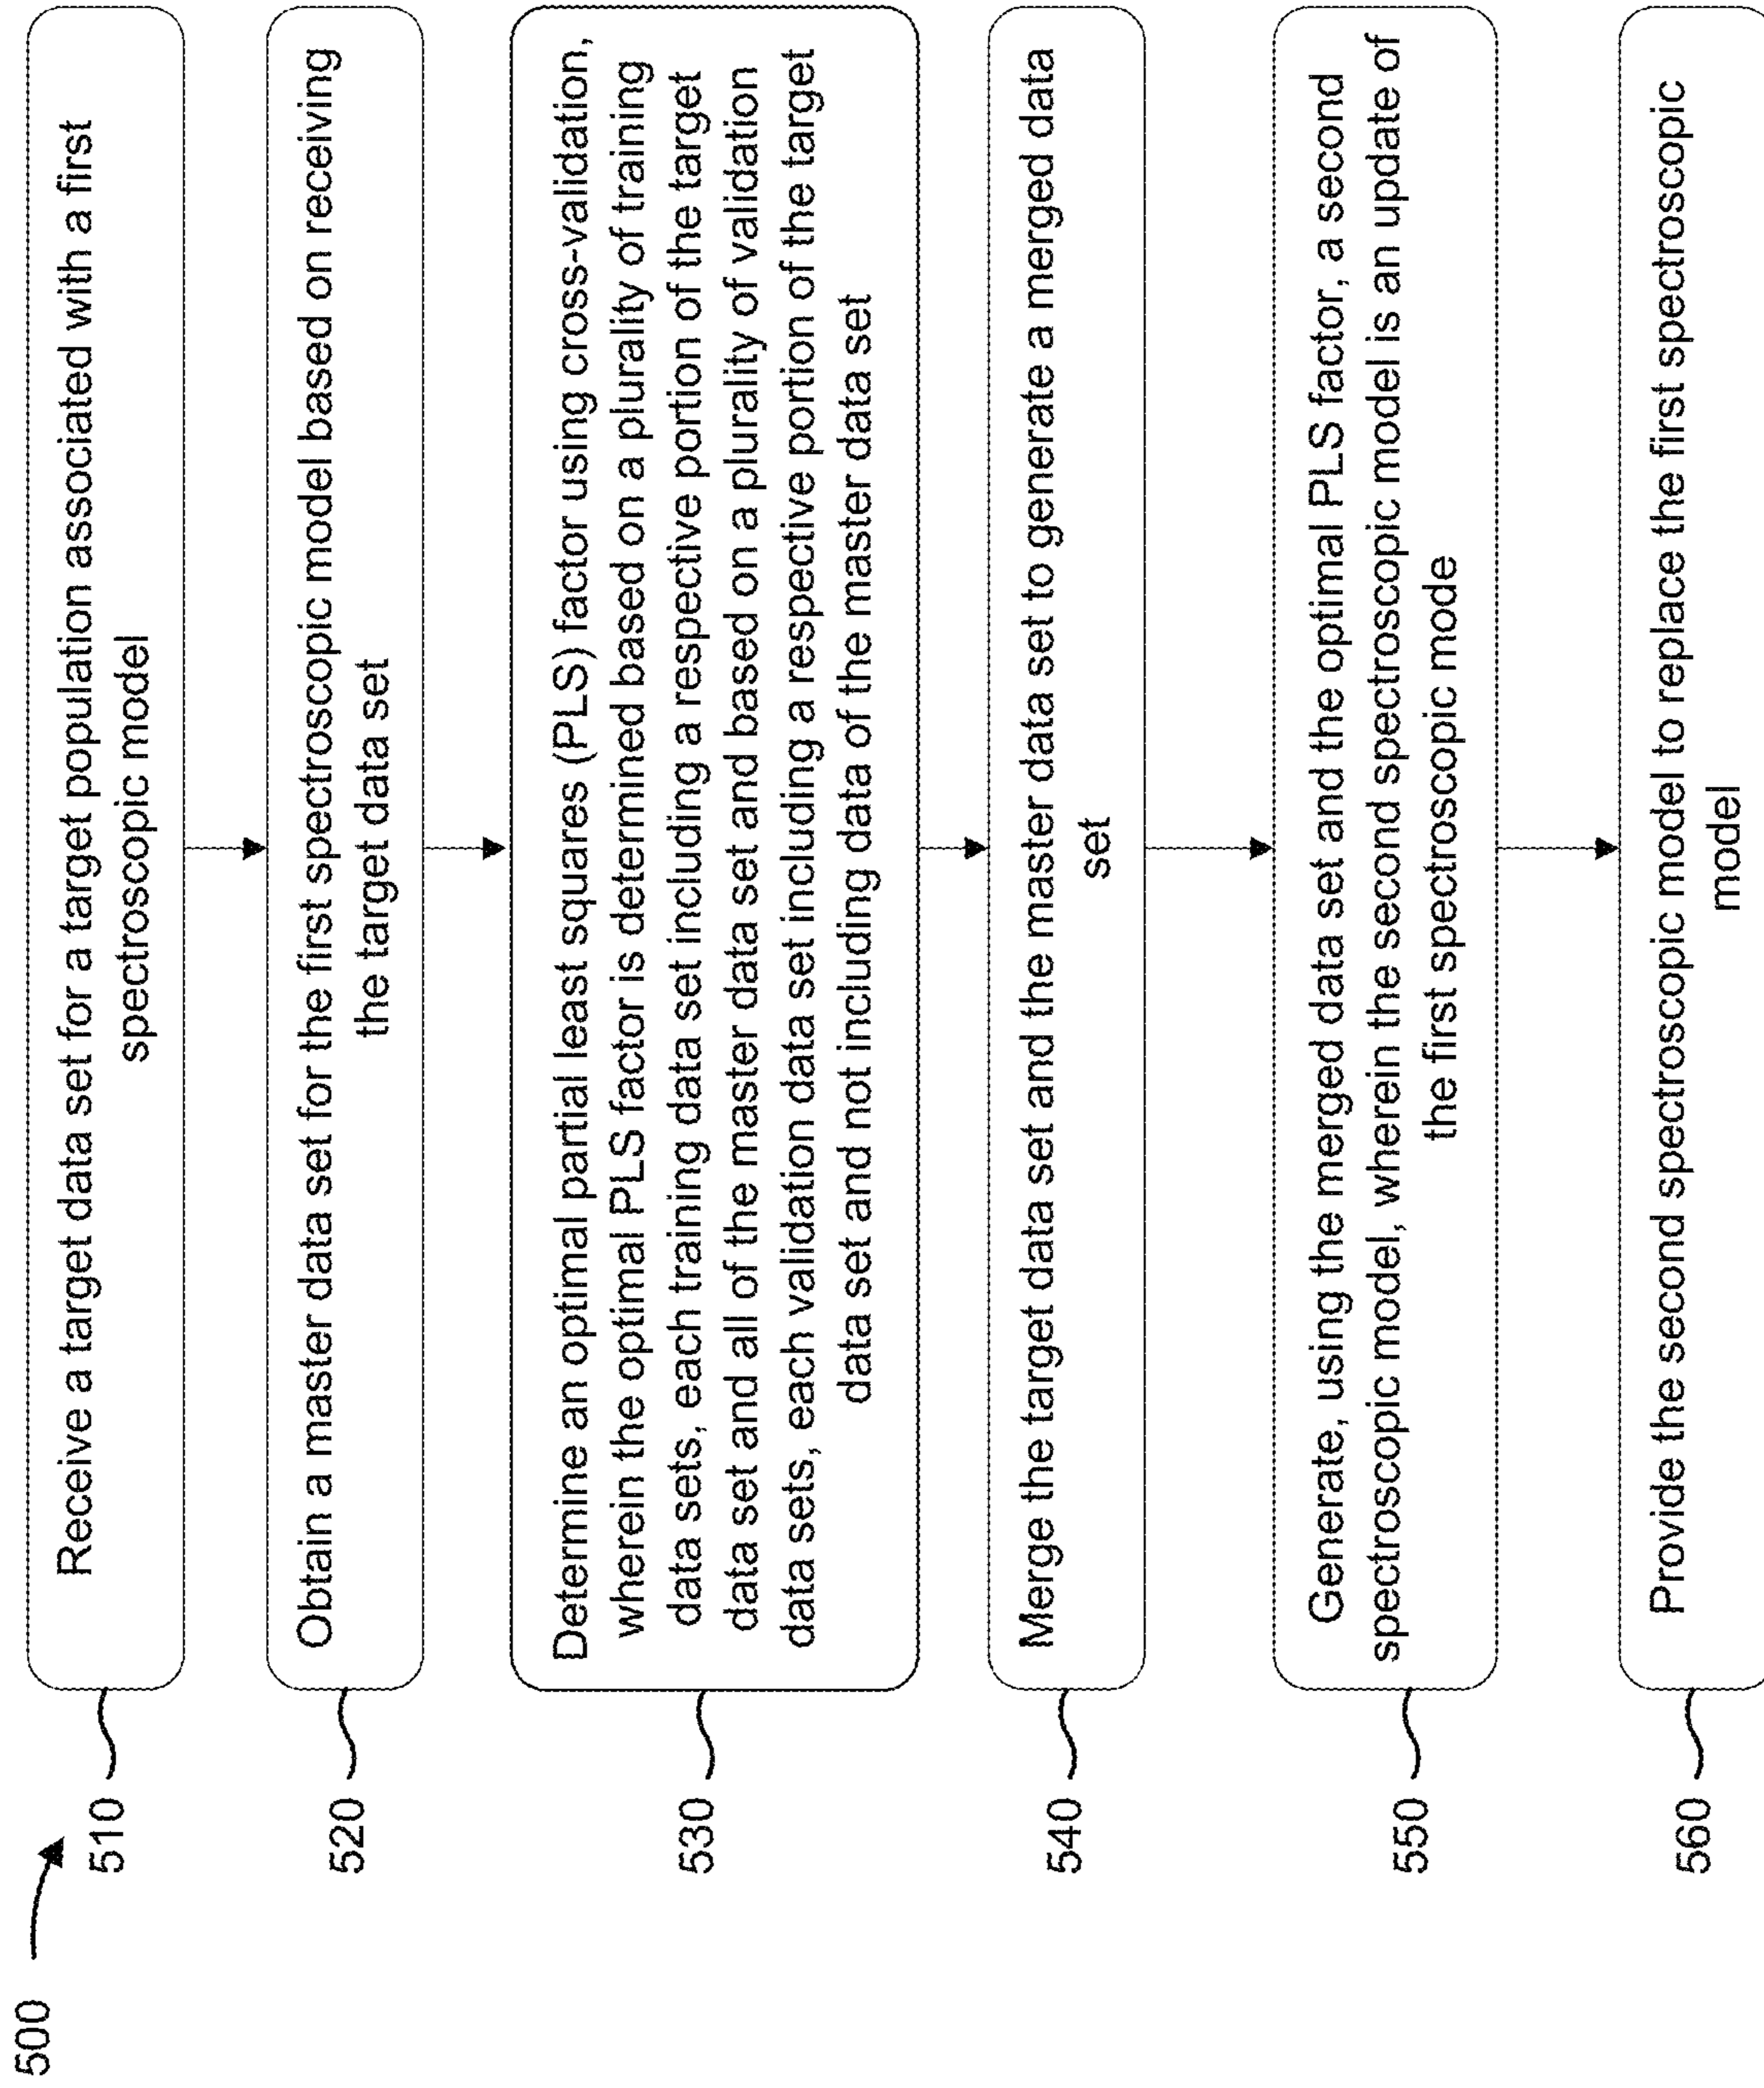 500
510
Receive a target data set for a target population associated with a first
spectroscopic model
520
Obtain a master data set for the first spectroscopic model based on receiving
the target data set
530
Determine an optimal partial least squares (PLS) factor using cross-validation,
wherein the optimal PLS factor is determined based on a plurality of training
data sets, each training data set including a respective portion of the target
data set and all of the master data set and based on a plurality of validation
data sets, each validation data set including a respective portion of the target
data set and not including data of the master data set
540
Merge the target data set and the master data set to generate a merged data
set
550
Generate, using the merged data set and the optimal PLS factor, a second
spectroscopic model, wherein the second spectroscopic model is an update of
the first spectroscopic mode
560
Provide the second spectroscopic model to replace the first spectroscopic
model